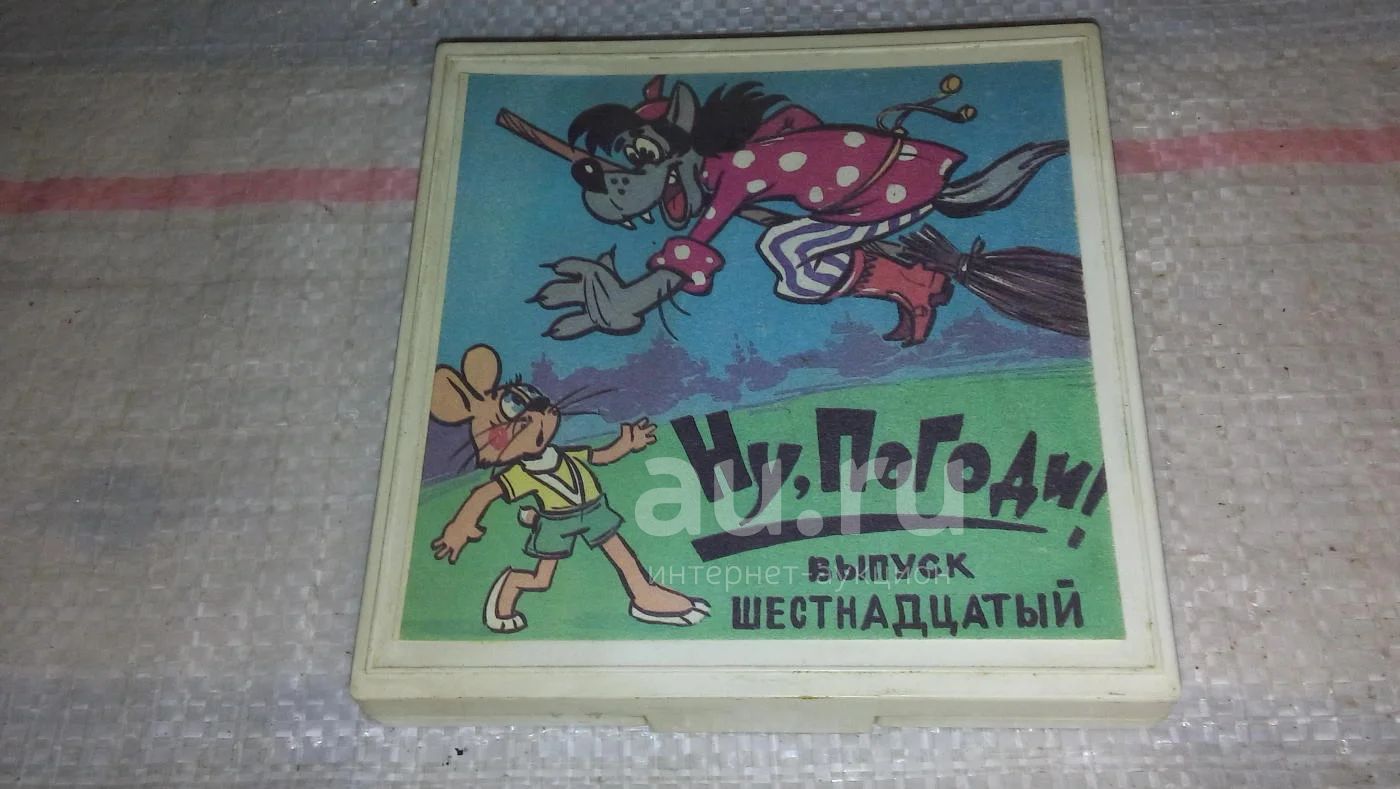 Ну, погоди!
au.ru
интернет-аукцион
выпуск
шестнадцатый